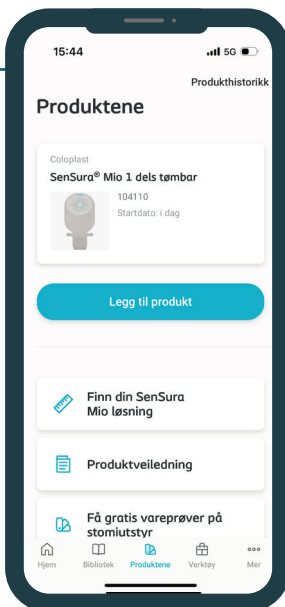 15:44
5G
Produkthistorikk
Produktene
Coloplast
SenSura® Mio 1 dels tømbar
104110
Startdato: i dag
Legg til produkt
Finn din SenSura
Mio løsning
Produktveiledning
Få gratis vareprøver på
stomiutstyr
Hjem Bibliotek Produktene Verktøy Mer